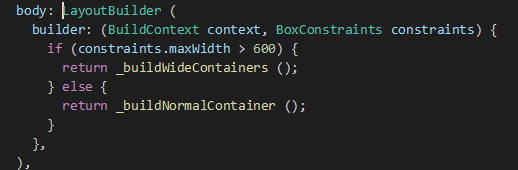 body: LayoutBuilder (
builder: (BuildContext context, BoxConstraints constraints) {
if (constraints.maxWidth > 600) {
return _buildWideContainers ();
} else {
return _buildNormalContainer ();
}
},
),